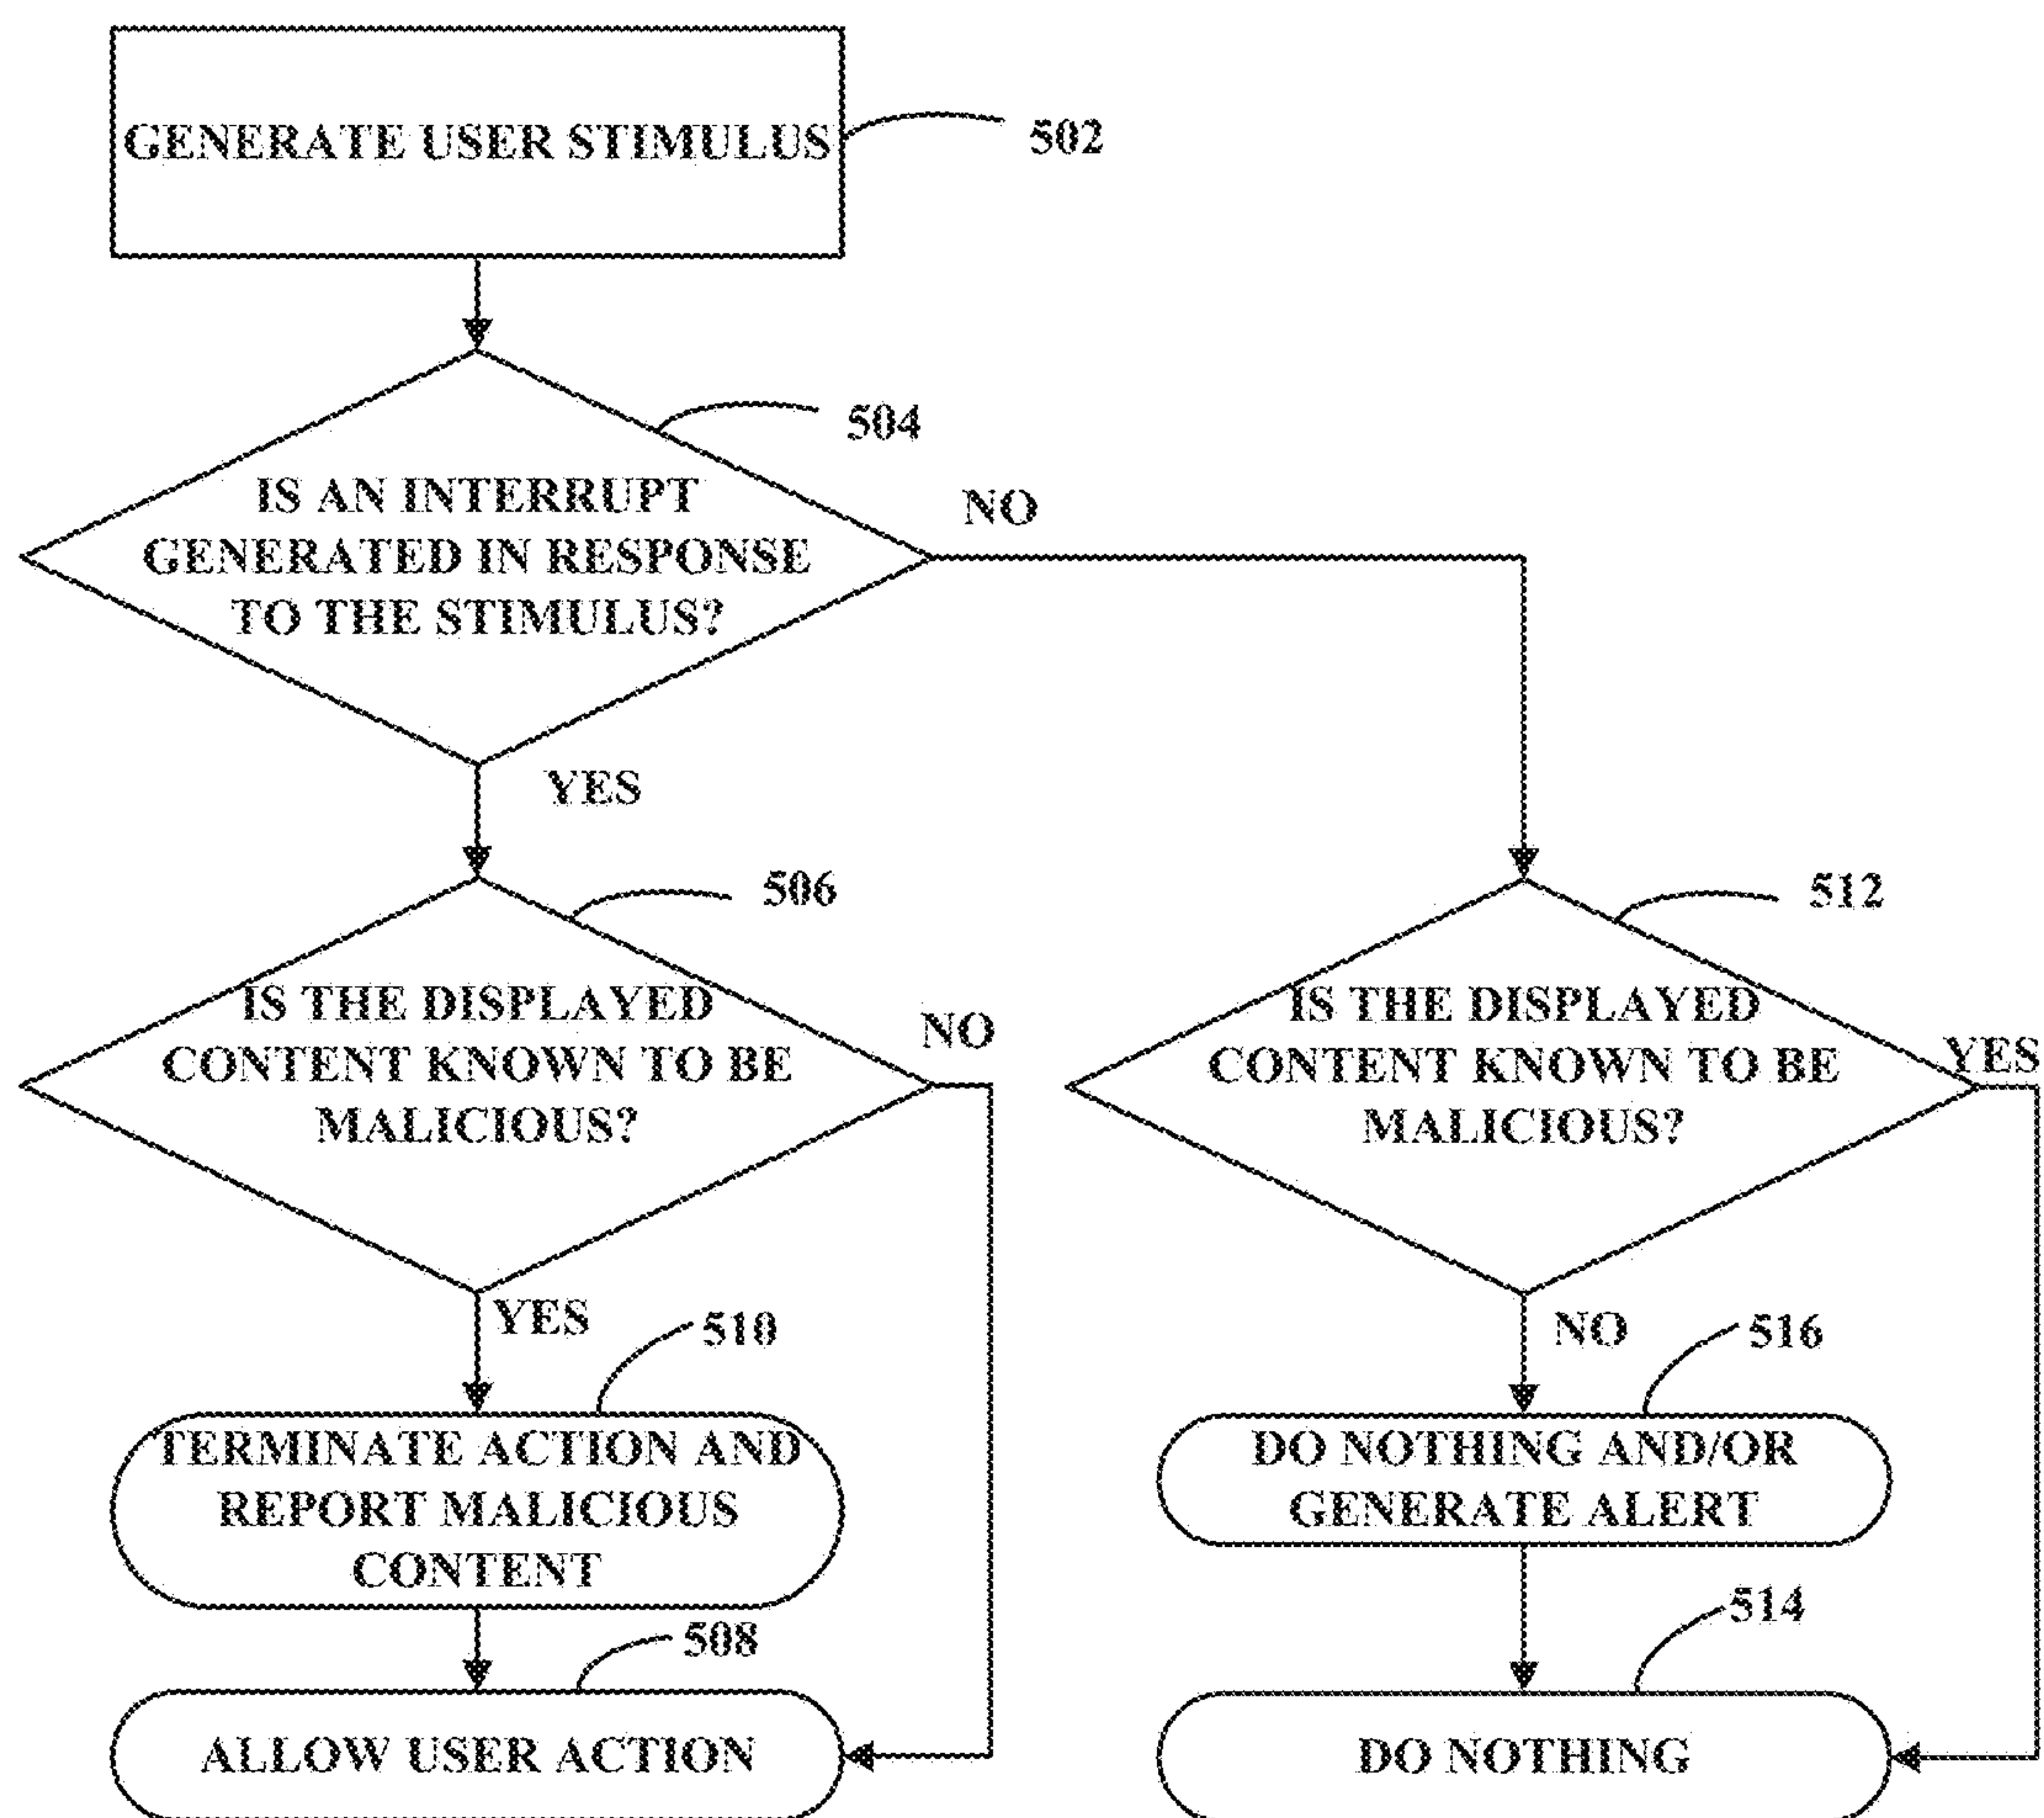 GENERATE USER STIMULUS
502
504
IS AN INTERRUPT
GENERATED IN RESPONSE
TO THE STIMULUS?
NO
YES
506
IS THE DISPLAYED
CONTENT KNOWN TO BE
MALICIOUS?
NO
YES
512
IS THE DISPLAYED
CONTENT KNOWN TO BE
MALICIOUS?
YES
NO
510
TERMINATE ACTION AND
REPORT MALICIOUS
CONTENT
516
DO NOTHING AND/OR
GENERATE ALERT
508
ALLOW USER ACTION
514
DO NOTHING